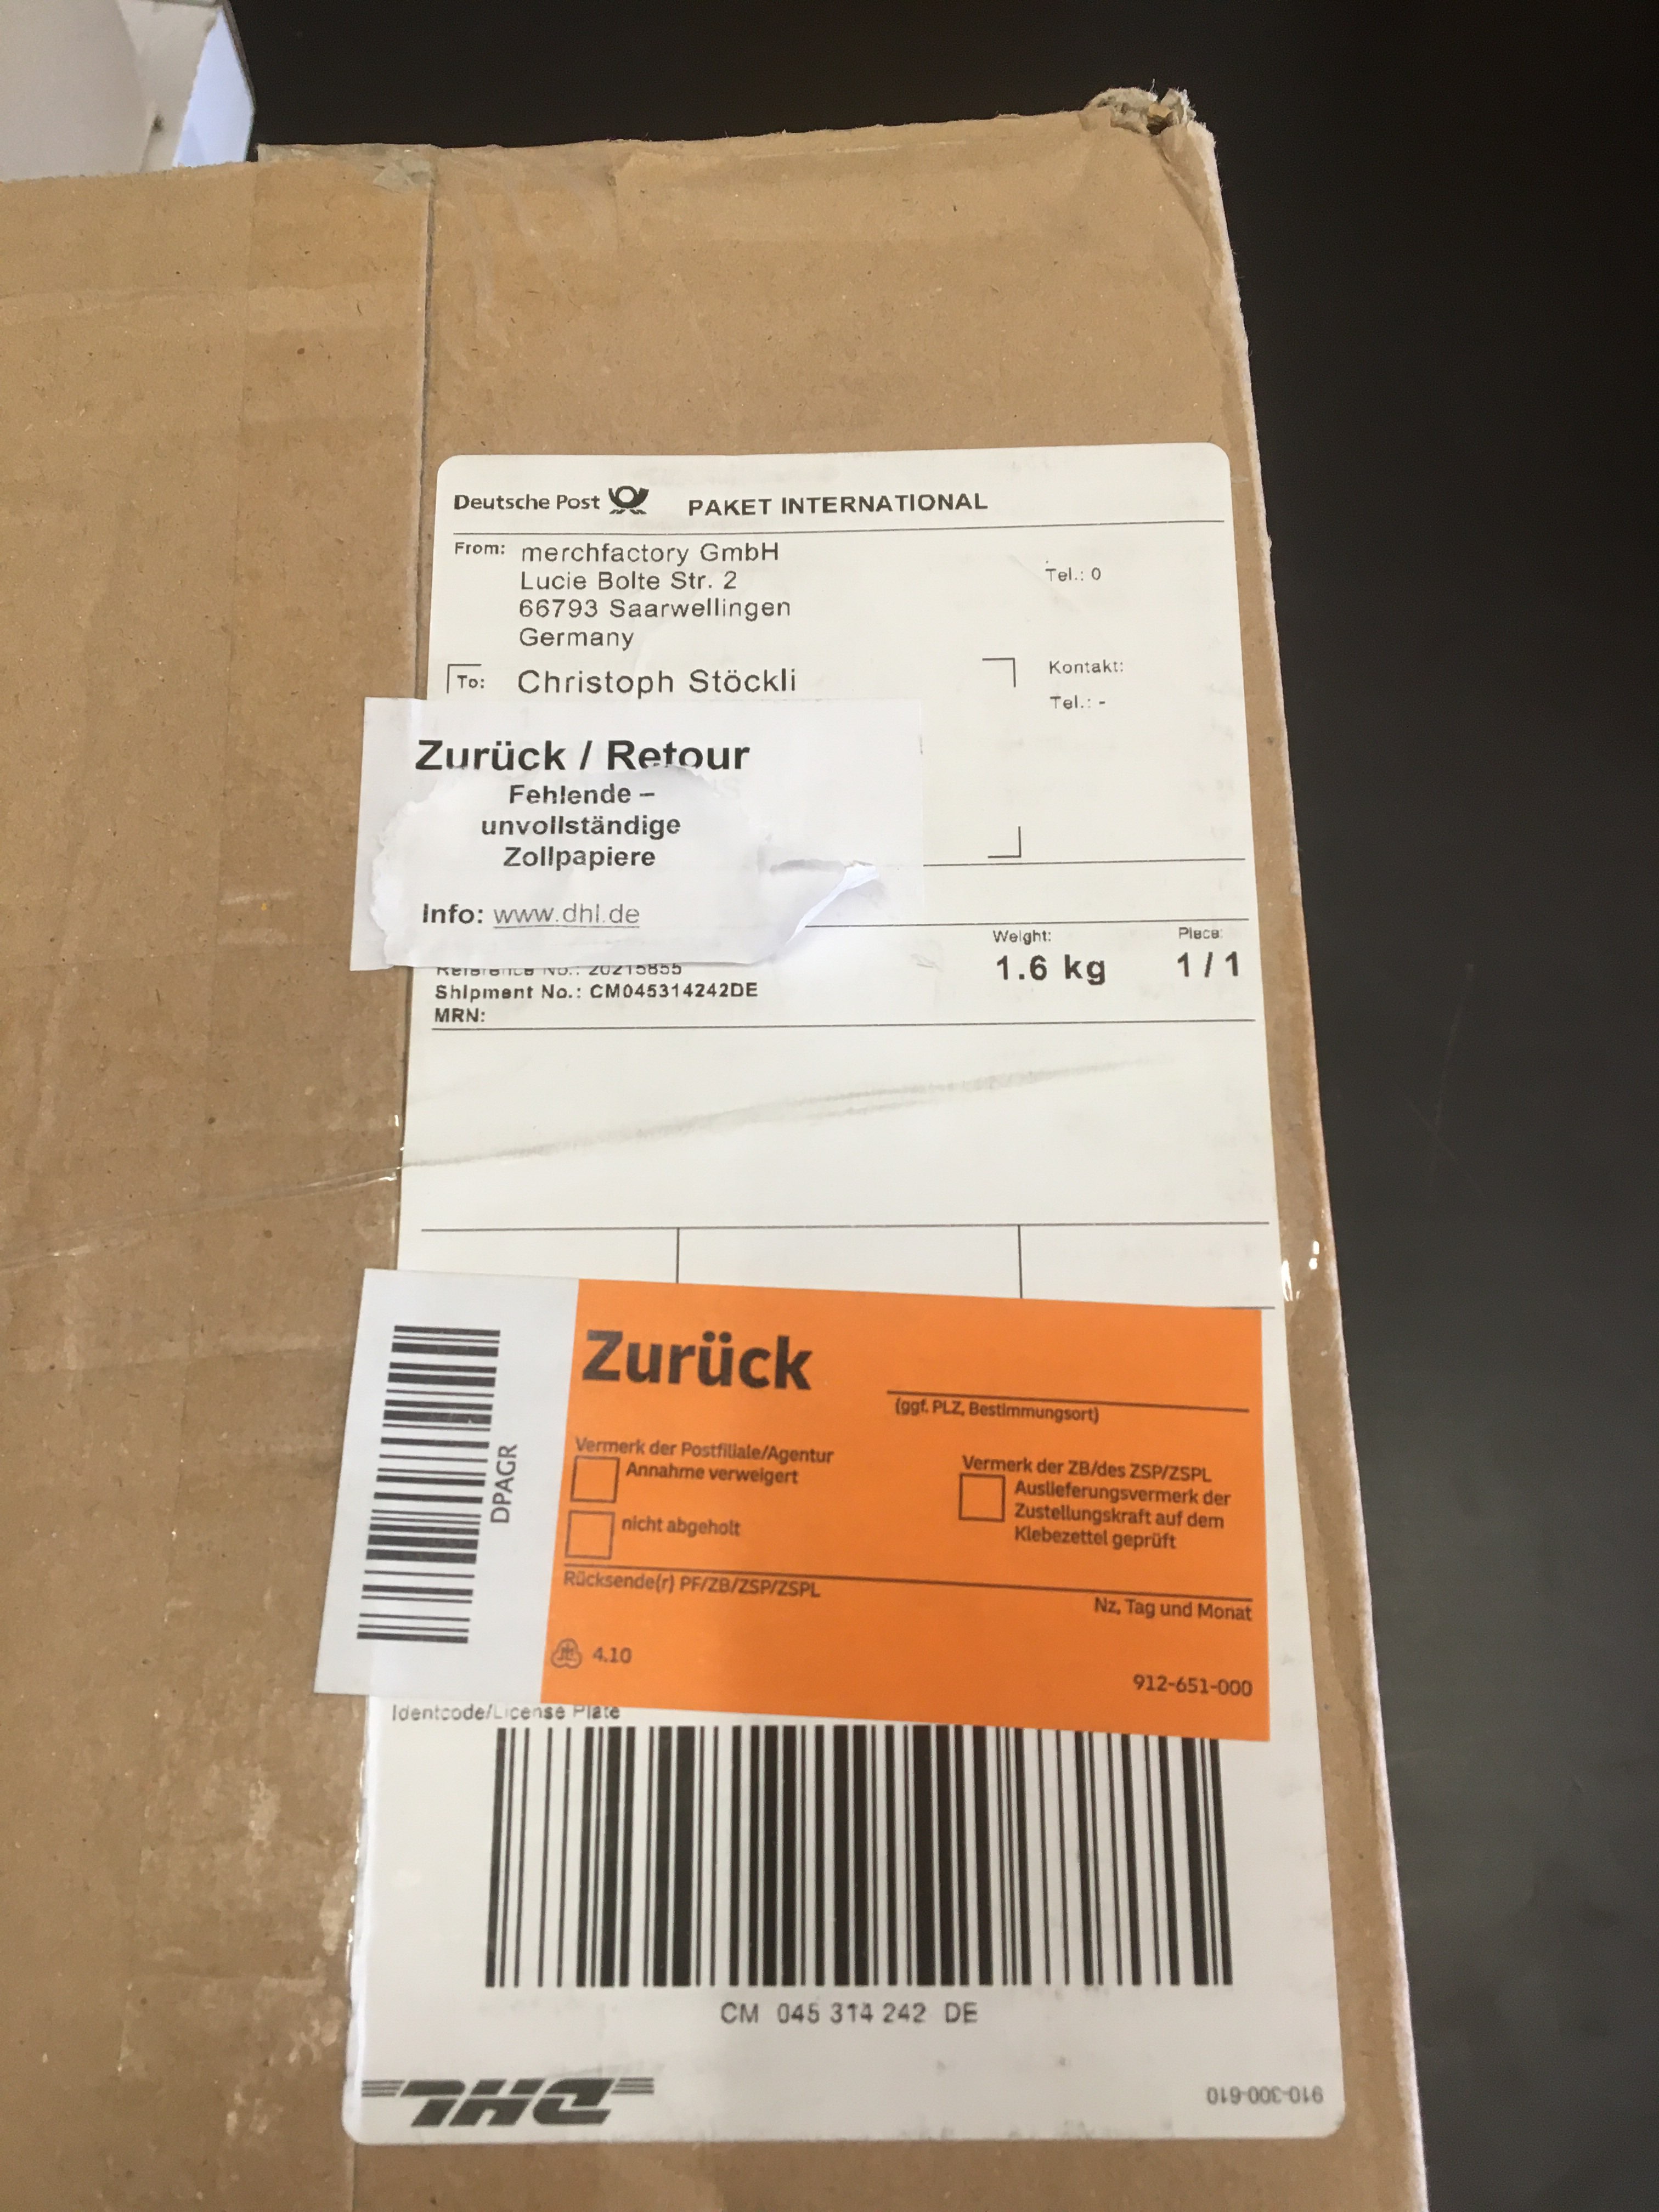 Deutsche Post PAKET INTERNATIONAL
From: merchfactory GmbH
Lucie Bolte Str. 2
66793 Saarwellingen
Germany
Tel.: 0
To: Christoph Stöckli
Kontakt:
Tel.: -
Zurück / Retour
Fehlende –
unvollständige
Zollpapiere
Info: www.dhl.de
Weight:
1.6 kg
Piece:
1 / 1
Reference No.: 20215855
Shipment No.: CM045314242DE
MRN:
DPAGR
Zurück
(ggf. PLZ, Bestimmungsort)
Vermerk der Postfiliale/Agentur
Annahme verweigert
nicht abgeholt
Vermerk der ZB/des ZSP/ZSPL
Auslieferungsvermerk der
Zustellungskraft auf dem
Klebezettel geprüft
Rücksende(r) PF/ZB/ZSP/ZSPL
Nz, Tag und Monat
4.10
912-651-000
Identcode/License Plate
CM 045 314 242 DE
DHL
910-300-610